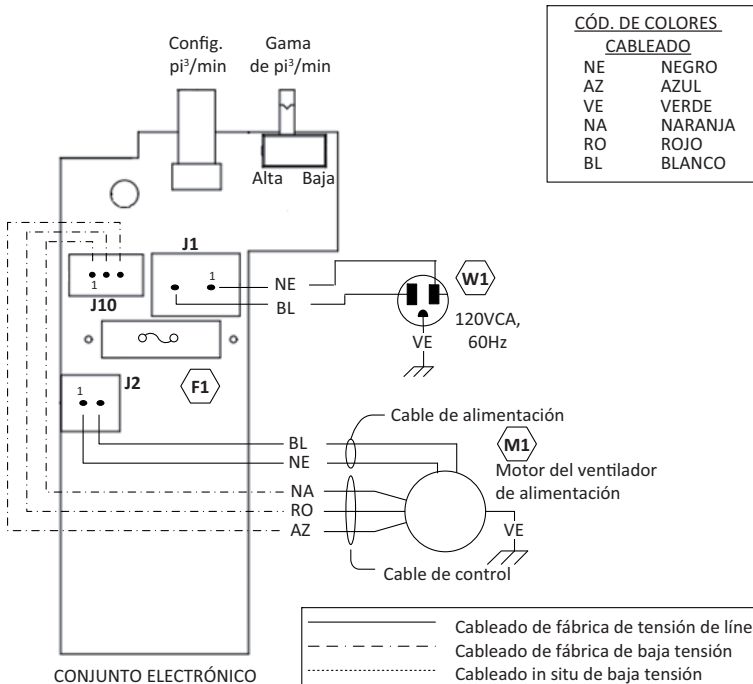 CÓD. DE COLORES
CABLEADO
NE NEGRO
AZ AZUL
VE VERDE
NA NARANJA
RO ROJO
BL BLANCO
Config.
pi³/min
Gama
de pi³/min
Alta Baja
J1
1
1
J10
NE
BL
W1
120VCA,
60Hz
VE
J2
1
F1
Cable de alimentación
BL
NE
M1
Motor del ventilador
de alimentación
NA
RO
AZ
VE
Cable de control
CONJUNTO ELECTRÓNICO
Cableado de fábrica de tensión de líne
Cableado de fábrica de baja tensión
Cableado in situ de baja tensión